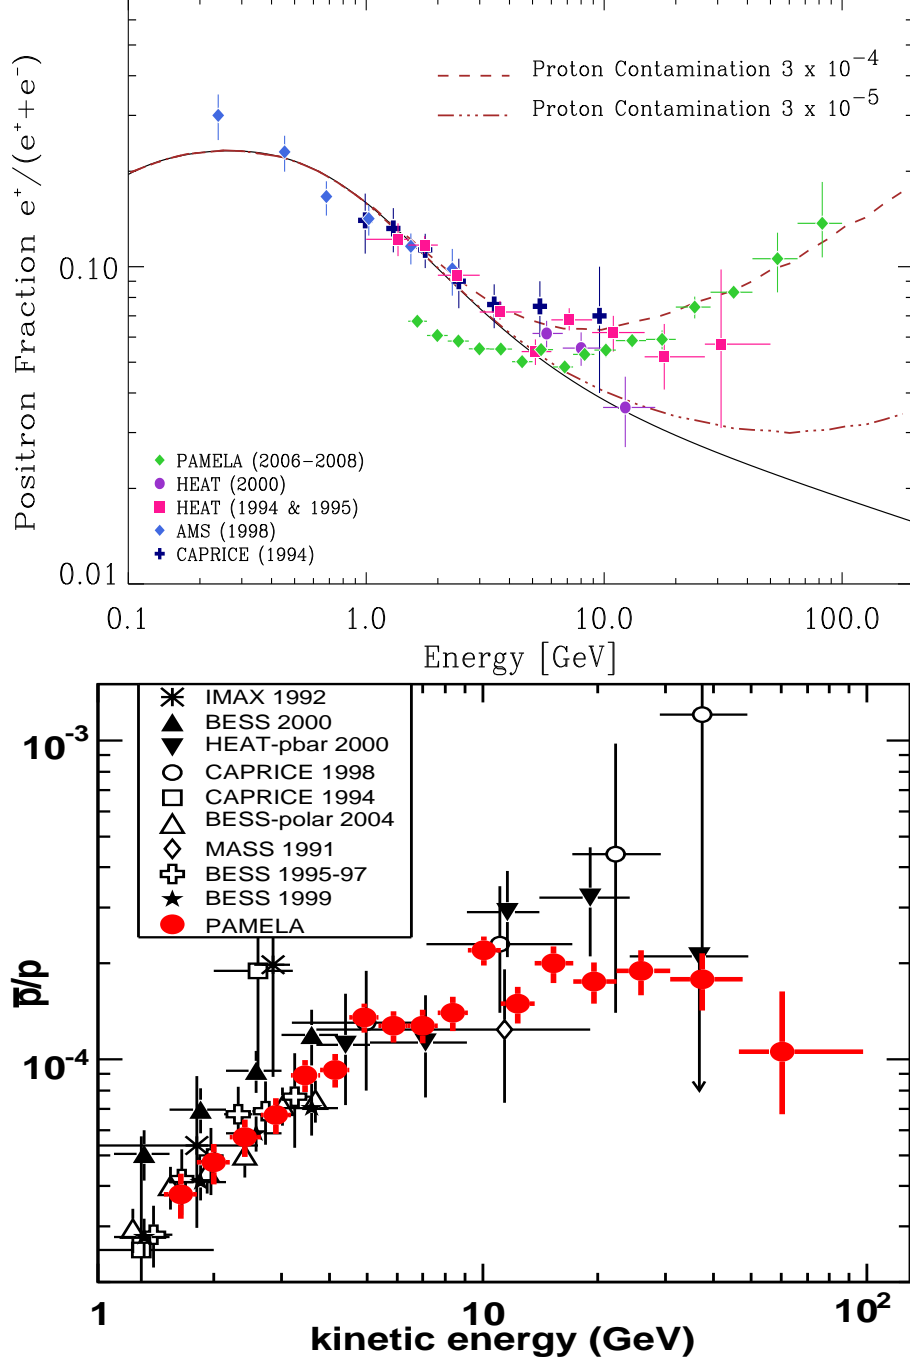 Positron Fraction e⁺/(e⁺+e⁻)
Proton Contamination 3 x 10⁻⁴
Proton Contamination 3 x 10⁻⁵
0.10
0.01
PAMELA (2006−2008)
HEAT (2000)
HEAT (1994 & 1995)
AMS (1998)
CAPRICE (1994)
0.1 1.0 10.0 100.0
Energy [GeV]
IMAX 1992
BESS 2000
HEAT-pbar 2000
CAPRICE 1998
CAPRICE 1994
BESS-polar 2004
MASS 1991
BESS 1995-97
BESS 1999
PAMELA
10⁻³
p̅/p
10⁻⁴
1 10 10²
kinetic energy (GeV)